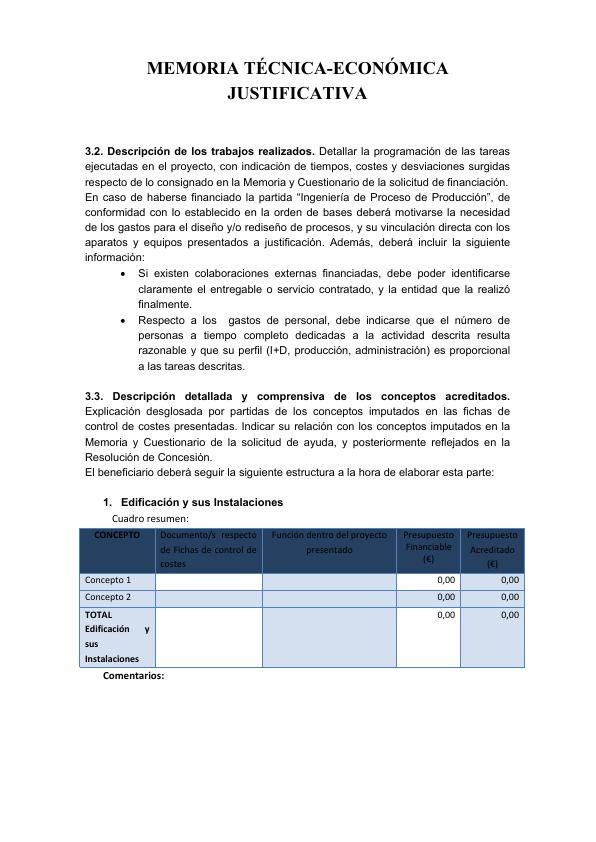 MEMORIA TÉCNICA-ECONÓMICA
JUSTIFICATIVA
3.2. Descripción de los trabajos realizados. Detallar la programación de las tareas
ejecutadas en el proyecto, con indicación de tiempos, costes y desviaciones surgidas
respecto de lo consignado en la Memoria y Cuestionario de la solicitud de financiación.
En caso de haberse financiado la partida “Ingeniería de Proceso de Producción”, de
conformidad con lo establecido en la orden de bases deberá motivarse la necesidad
de los gastos para el diseño y/o rediseño de procesos, y su vinculación directa con los
aparatos y equipos presentados a justificación. Además, deberá incluir la siguiente
información:
• Si existen colaboraciones externas financiadas, debe poder identificarse
claramente el entregable o servicio contratado, y la entidad que la realizó
finalmente.
• Respecto a los gastos de personal, debe indicarse que el número de
personas a tiempo completo dedicadas a la actividad descrita resulta
razonable y que su perfil (I+D, producción, administración) es proporcional
a las tareas descritas.
3.3. Descripción detallada y comprensiva de los conceptos acreditados.
Explicación desglosada por partidas de los conceptos imputados en las fichas de
control de costes presentadas. Indicar su relación con los conceptos imputados en la
Memoria y Cuestionario de la solicitud de ayuda, y posteriormente reflejados en la
Resolución de Concesión.
El beneficiario deberá seguir la siguiente estructura a la hora de elaborar esta parte:
1. Edificación y sus Instalaciones
Cuadro resumen:
CONCEPTO
Documento/s respecto
de Fichas de control de
costes
Función dentro del proyecto
presentado
Presupuesto
Financiable
(€)
Presupuesto
Acreditado
(€)
Concepto 1 0,00 0,00
Concepto 2 0,00 0,00
TOTAL 0,00 0,00
Edificación y
sus
Instalaciones
Comentarios: